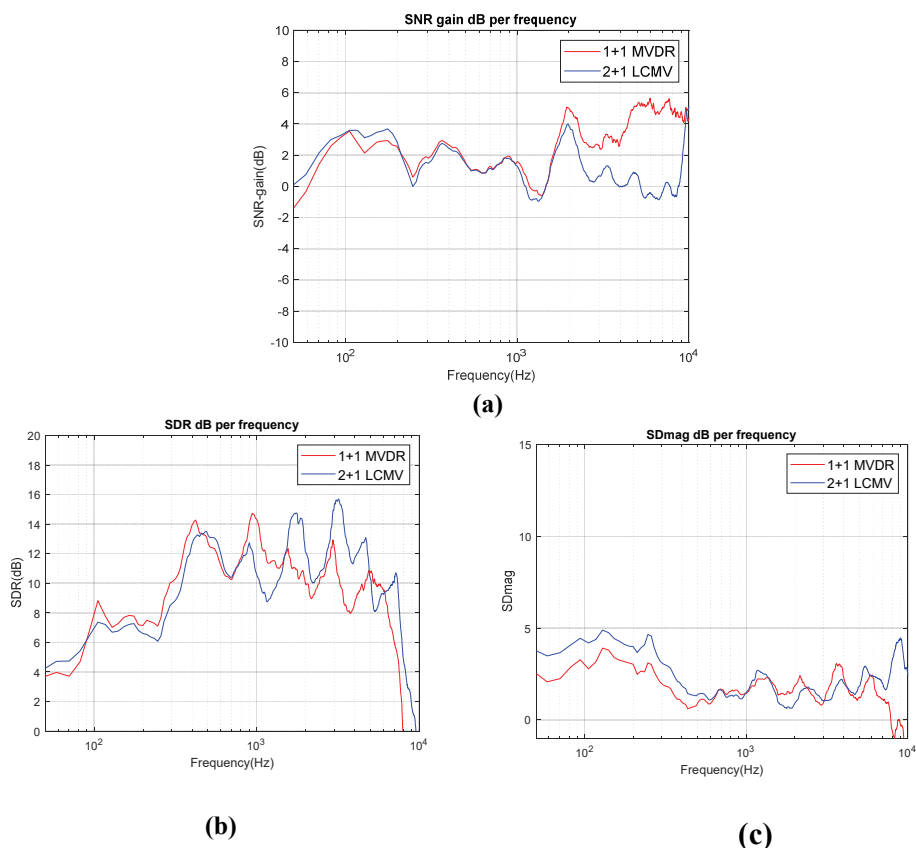 SNR gain dB per frequency
10
8
6
4
2
0
-2
-4
-6
-8
-10
SNR-gain(dB)
1+1 MVDR
2+1 LCMV
10^2
10^3
10^4
Frequency(Hz)
(a)
SDR dB per frequency
20
18
16
14
12
10
8
6
4
2
0
SDR(dB)
1+1 MVDR
2+1 LCMV
10^2
10^3
10^4
Frequency(Hz)
(b)
SDmag dB per frequency
15
10
5
0
SDmag
1+1 MVDR
2+1 LCMV
10^2
10^3
10^4
Frequency(Hz)
(c)